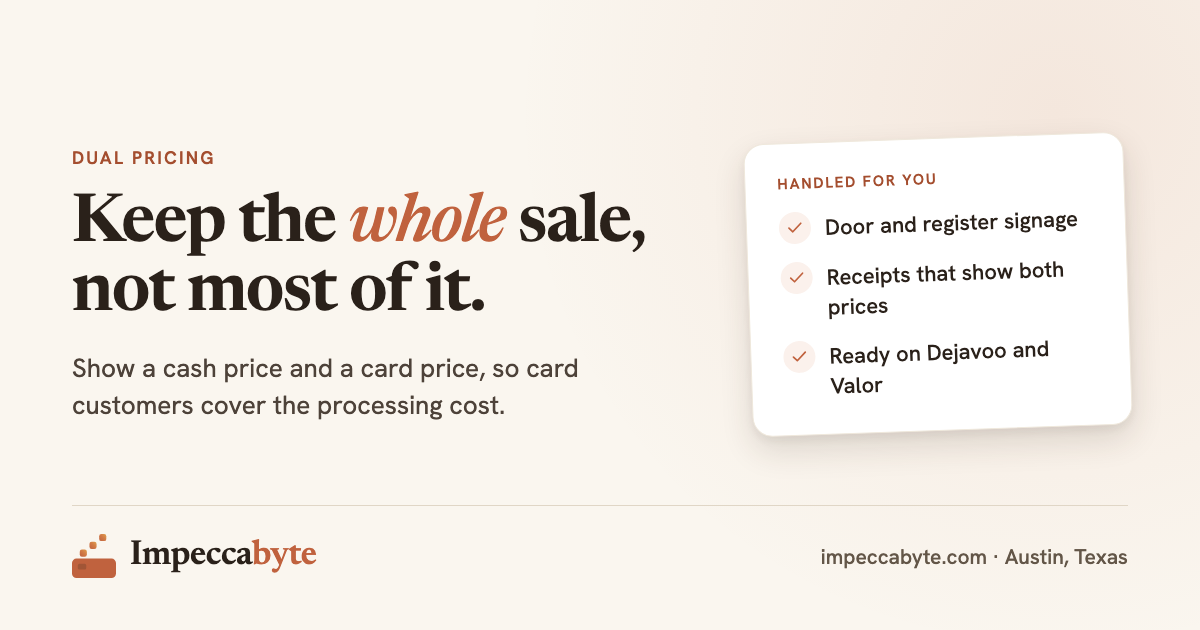 DUAL PRICING
Keep the whole sale,
not most of it.
Show a cash price and a card price, so card
customers cover the processing cost.
HANDLED FOR YOU
Door and register signage
Receipts that show both
prices
Ready on Dejavoo and
Valor
Impeccabyte
impeccabyte.com · Austin, Texas